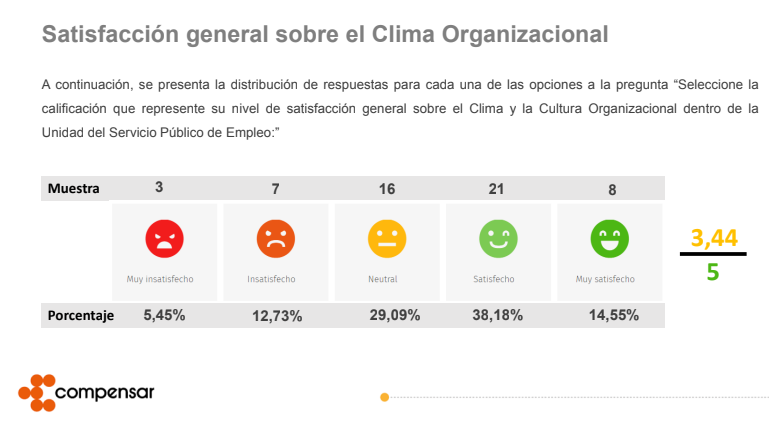 Satisfacción general sobre el Clima Organizacional
A continuación, se presenta la distribución de respuestas para cada una de las opciones a la pregunta “Seleccione la
calificación que represente su nivel de satisfacción general sobre el Clima y la Cultura Organizacional dentro de la
Unidad del Servicio Público de Empleo:”
Muestra 3 7 16 21 8
Muy insatisfecho Insatisfecho Neutral Satisfecho Muy satisfecho
Porcentaje 5,45% 12,73% 29,09% 38,18% 14,55%
3,44
5
compensar